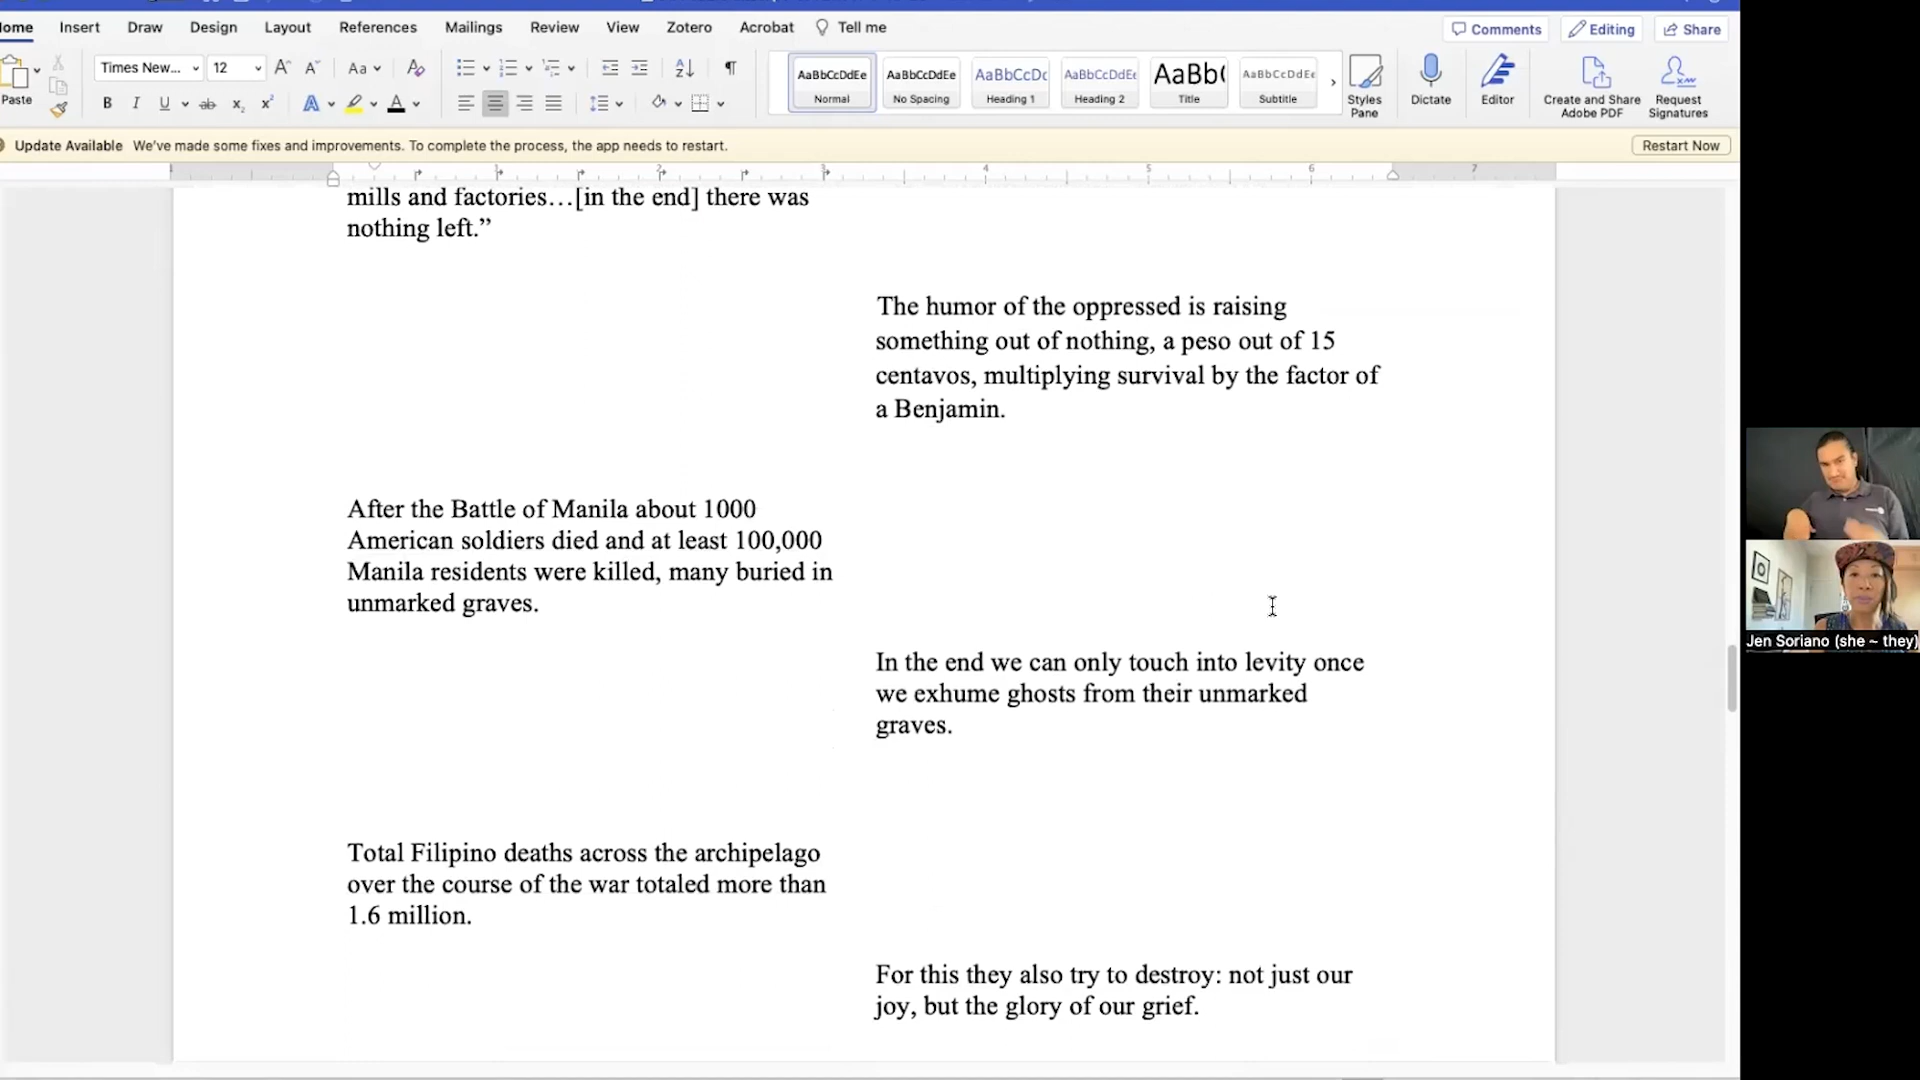 Home Insert Draw Design Layout References Mailings Review View Zotero Acrobat Tell me Comments Editing Share
Paste Times New... 12 Aa
AaBbCcDdEe AaBbCcDdEe AaBbCcDc AaBbCcDdEe AaBb( AaBbCcDdEe
Normal No Spacing Heading 1 Heading 2 Title Subtitle
Styles Pane
Dictate
Editor
Create and Share Adobe PDF
Request Signatures
Update Available We've made some fixes and improvements. To complete the process, the app needs to restart. Restart Now
1 1 2 3 4 5 6 7
mills and factories…[in the end] there was
nothing left.”
The humor of the oppressed is raising
something out of nothing, a peso out of 15
centavos, multiplying survival by the factor of
a Benjamin.
After the Battle of Manila about 1000
American soldiers died and at least 100,000
Manila residents were killed, many buried in
unmarked graves.
In the end we can only touch into levity once
we exhume ghosts from their unmarked
graves.
Total Filipino deaths across the archipelago
over the course of the war totaled more than
1.6 million.
For this they also try to destroy: not just our
joy, but the glory of our grief.
Jen Soriano (she ~ they)